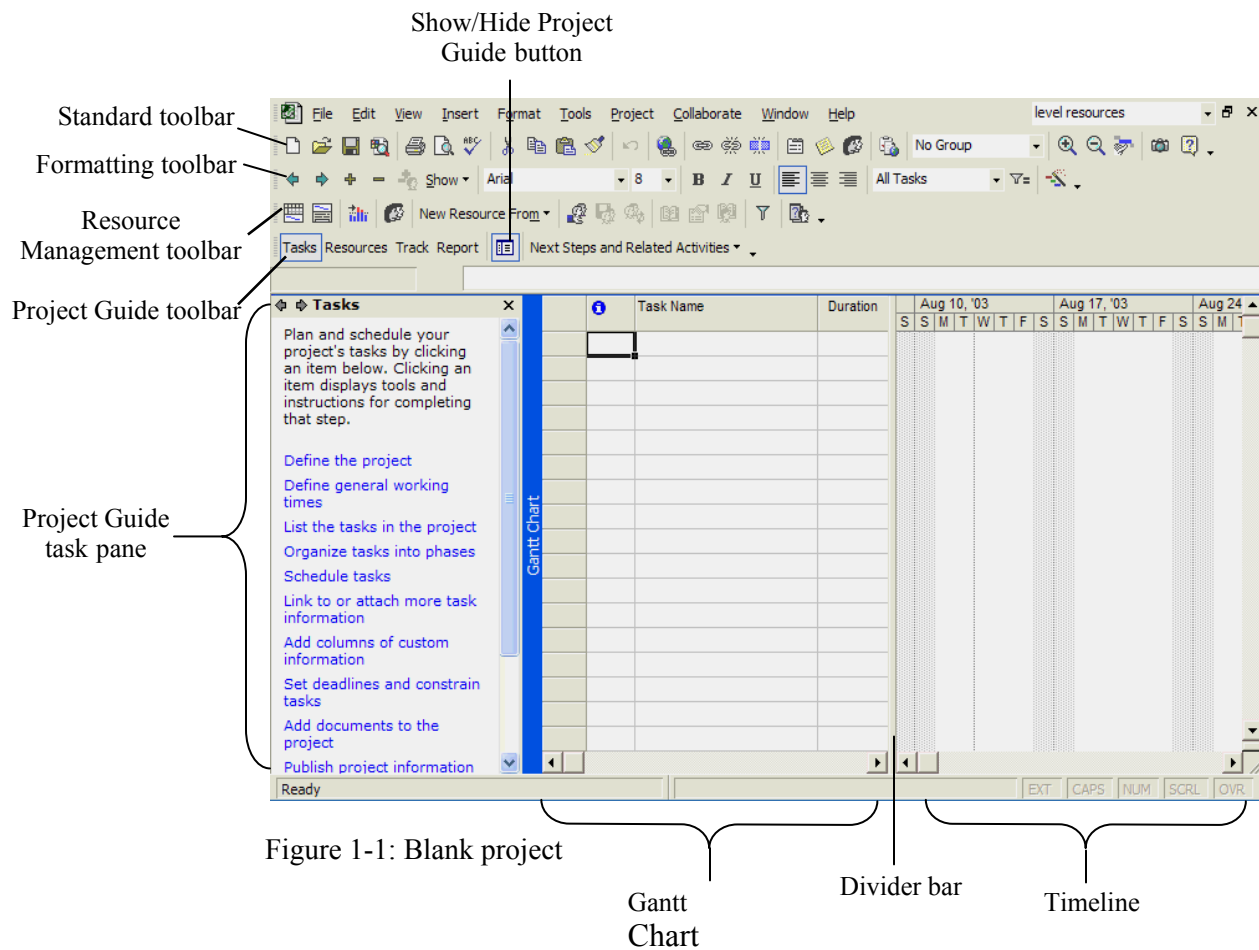 Show/Hide Project
Guide button
Standard toolbar
Formatting toolbar
Resource
Management toolbar
Project Guide toolbar
Project Guide
task pane
File Edit View Insert Format Tools Project Collaborate Window Help level resources
No Group
Show Arial 8 B I U All Tasks
New Resource From
Tasks Resources Track Report Next Steps and Related Activities
Tasks
Plan and schedule your
project's tasks by clicking
an item below. Clicking an
item displays tools and
instructions for completing
that step.
Define the project
Define general working
times
List the tasks in the project
Organize tasks into phases
Schedule tasks
Link to or attach more task
information
Add columns of custom
information
Set deadlines and constrain
tasks
Add documents to the
project
Publish project information
Gantt Chart
Task Name Duration
Aug 10, '03 Aug 17, '03 Aug 24
S S M T W T F S S M T W T F S S M T
Ready EXT CAPS NUM SCRL OVR
Figure 1-1: Blank project
Gantt
Chart
Divider bar
Timeline